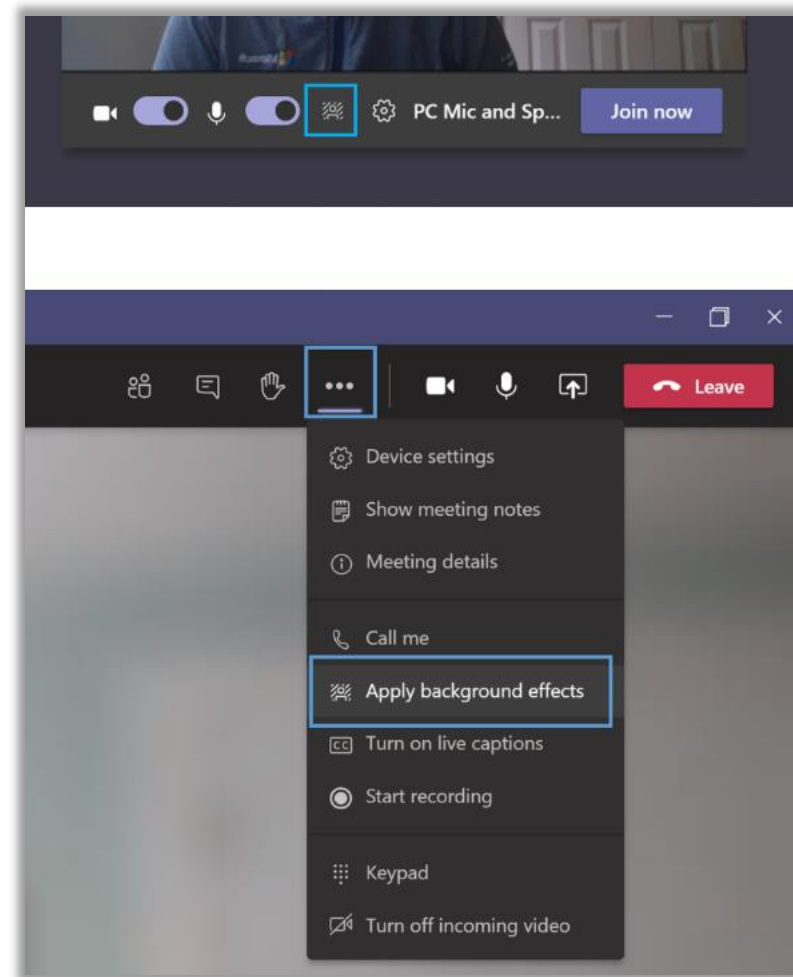 PC Mic and Sp...
Join now
Leave
Device settings
Show meeting notes
Meeting details
Call me
Apply background effects
CC Turn on live captions
Start recording
Keypad
Turn off incoming video